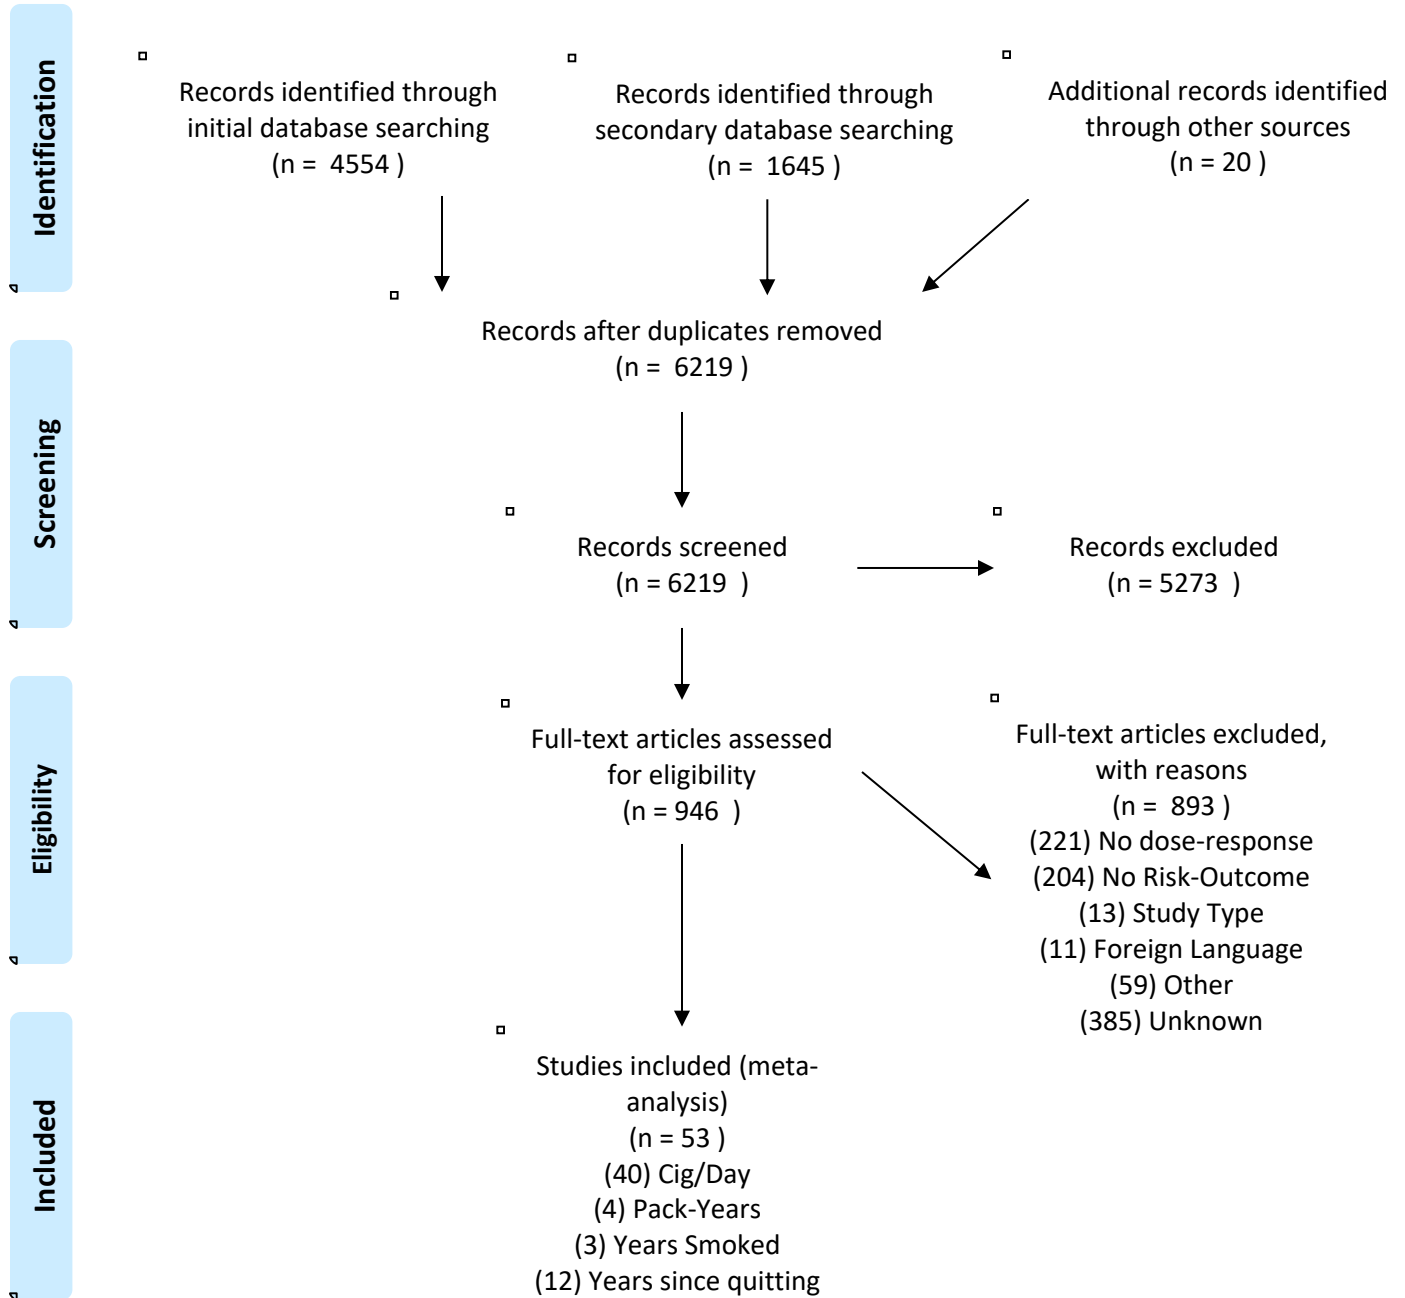 Identification
Records identified through
initial database searching
(n =  4554 )
Records identified through
secondary database searching
(n =  1645 )
Additional records identified
through other sources
(n = 20 )
Records after duplicates removed
(n =  6219 )
Screening
Records screened
(n = 6219  )
Records excluded
(n = 5273  )
Eligibility
Full-text articles assessed
for eligibility
(n = 946  )
Full-text articles excluded,
with reasons
(n =  893 )
(221) No dose-response
(204) No Risk-Outcome
(13) Study Type
(11) Foreign Language
(59) Other
(385) Unknown
Included
Studies included (meta-
analysis)
(n = 53 )
(40) Cig/Day
(4) Pack-Years
(3) Years Smoked
(12) Years since quitting